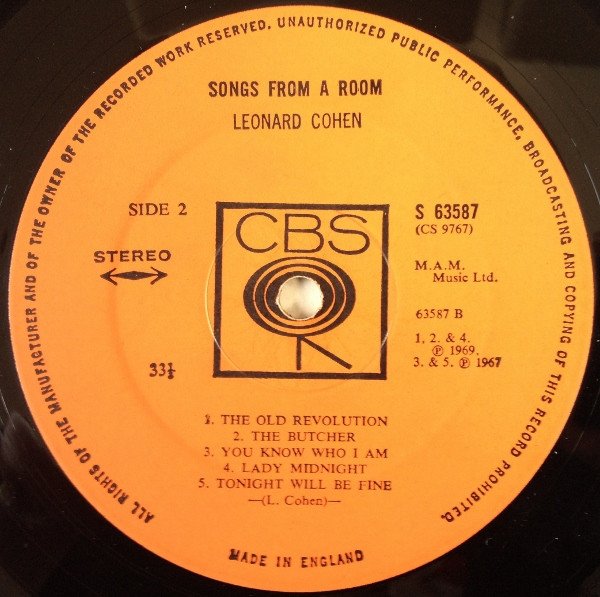 ALL RIGHTS OF THE MANUFACTURER AND OF THE OWNER OF THE RECORDED WORK RESERVED. UNAUTHORIZED PUBLIC PERFORMANCE, BROADCASTING AND COPYING OF THIS RECORD PROHIBITED.
SONGS FROM A ROOM
LEONARD COHEN
SIDE 2
S 63587
(CS 9767)
CBS
STEREO
M.A.M.
Music Ltd.
63587 B
33⅓
1, 2. & 4.
℗ 1969.
3. & 5. ℗ 1967
1. THE OLD REVOLUTION
2. THE BUTCHER
3. YOU KNOW WHO I AM
4. LADY MIDNIGHT
5. TONIGHT WILL BE FINE
—(L. Cohen)—
MADE IN ENGLAND